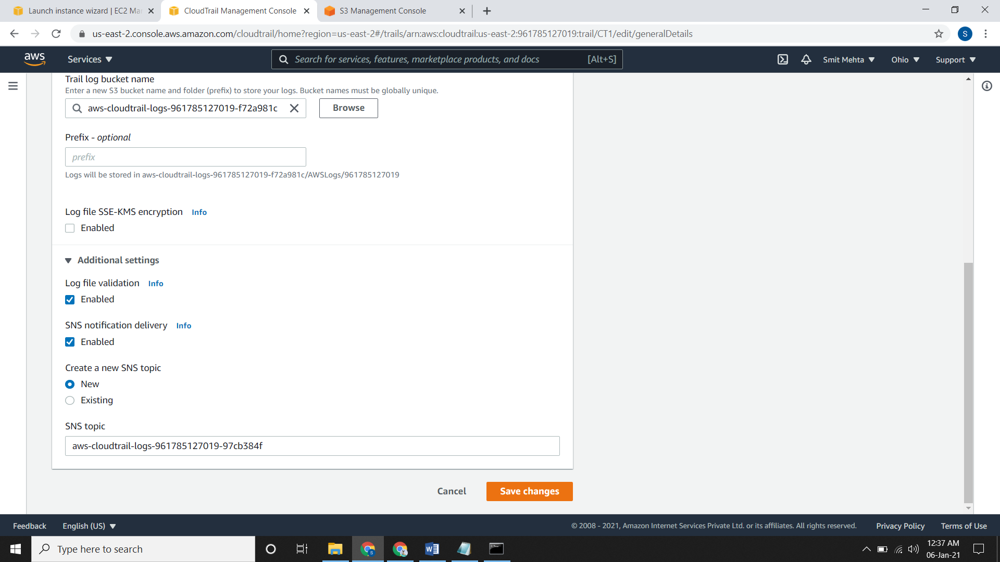 Launch instance wizard | EC2 Mar
CloudTrail Management Console
S3 Management Console
us-east-2.console.aws.amazon.com/cloudtrail/home?region=us-east-2#/trails/arn:aws:cloudtrail:us-east-2:961785127019:trail/CT1/edit/generalDetails
S
aws
Services
Search for services, features, marketplace products, and docs
[Alt+S]
Smit Mehta
Ohio
Support
Trail log bucket name
Enter a new S3 bucket name and folder (prefix) to store your logs. Bucket names must be globally unique.
aws-cloudtrail-logs-961785127019-f72a981c
Browse
Prefix - optional
prefix
Logs will be stored in aws-cloudtrail-logs-961785127019-f72a981c/AWSLogs/961785127019
Log file SSE-KMS encryption Info
Enabled
Additional settings
Log file validation Info
Enabled
SNS notification delivery Info
Enabled
Create a new SNS topic
New
Existing
SNS topic
aws-cloudtrail-logs-961785127019-97cb384f
Cancel
Save changes
Feedback
English (US)
© 2008 - 2021, Amazon Internet Services Private Ltd. or its affiliates. All rights reserved.
Privacy Policy
Terms of Use
Type here to search
12:37 AM
06-Jan-21